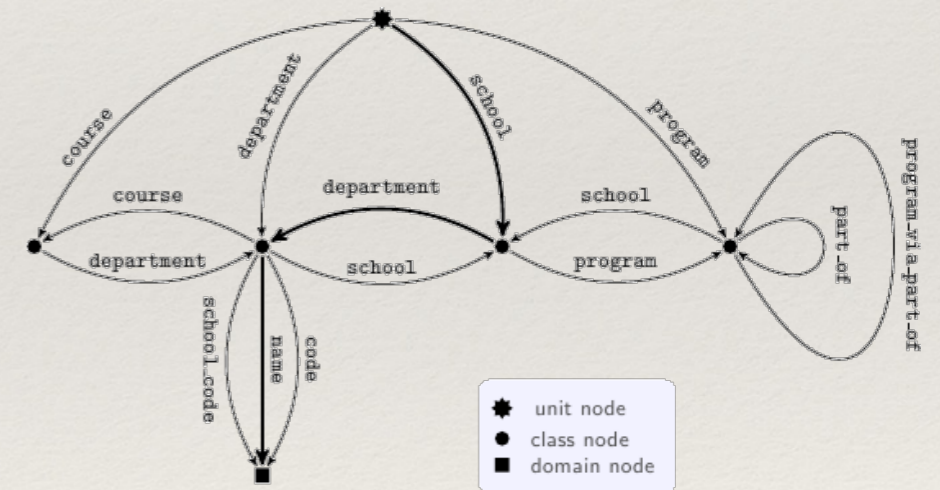 course
department
school
program
course
department
department
school
school
program
part_of
program_via_part_of
school_code
name
code
unit node
class node
domain node